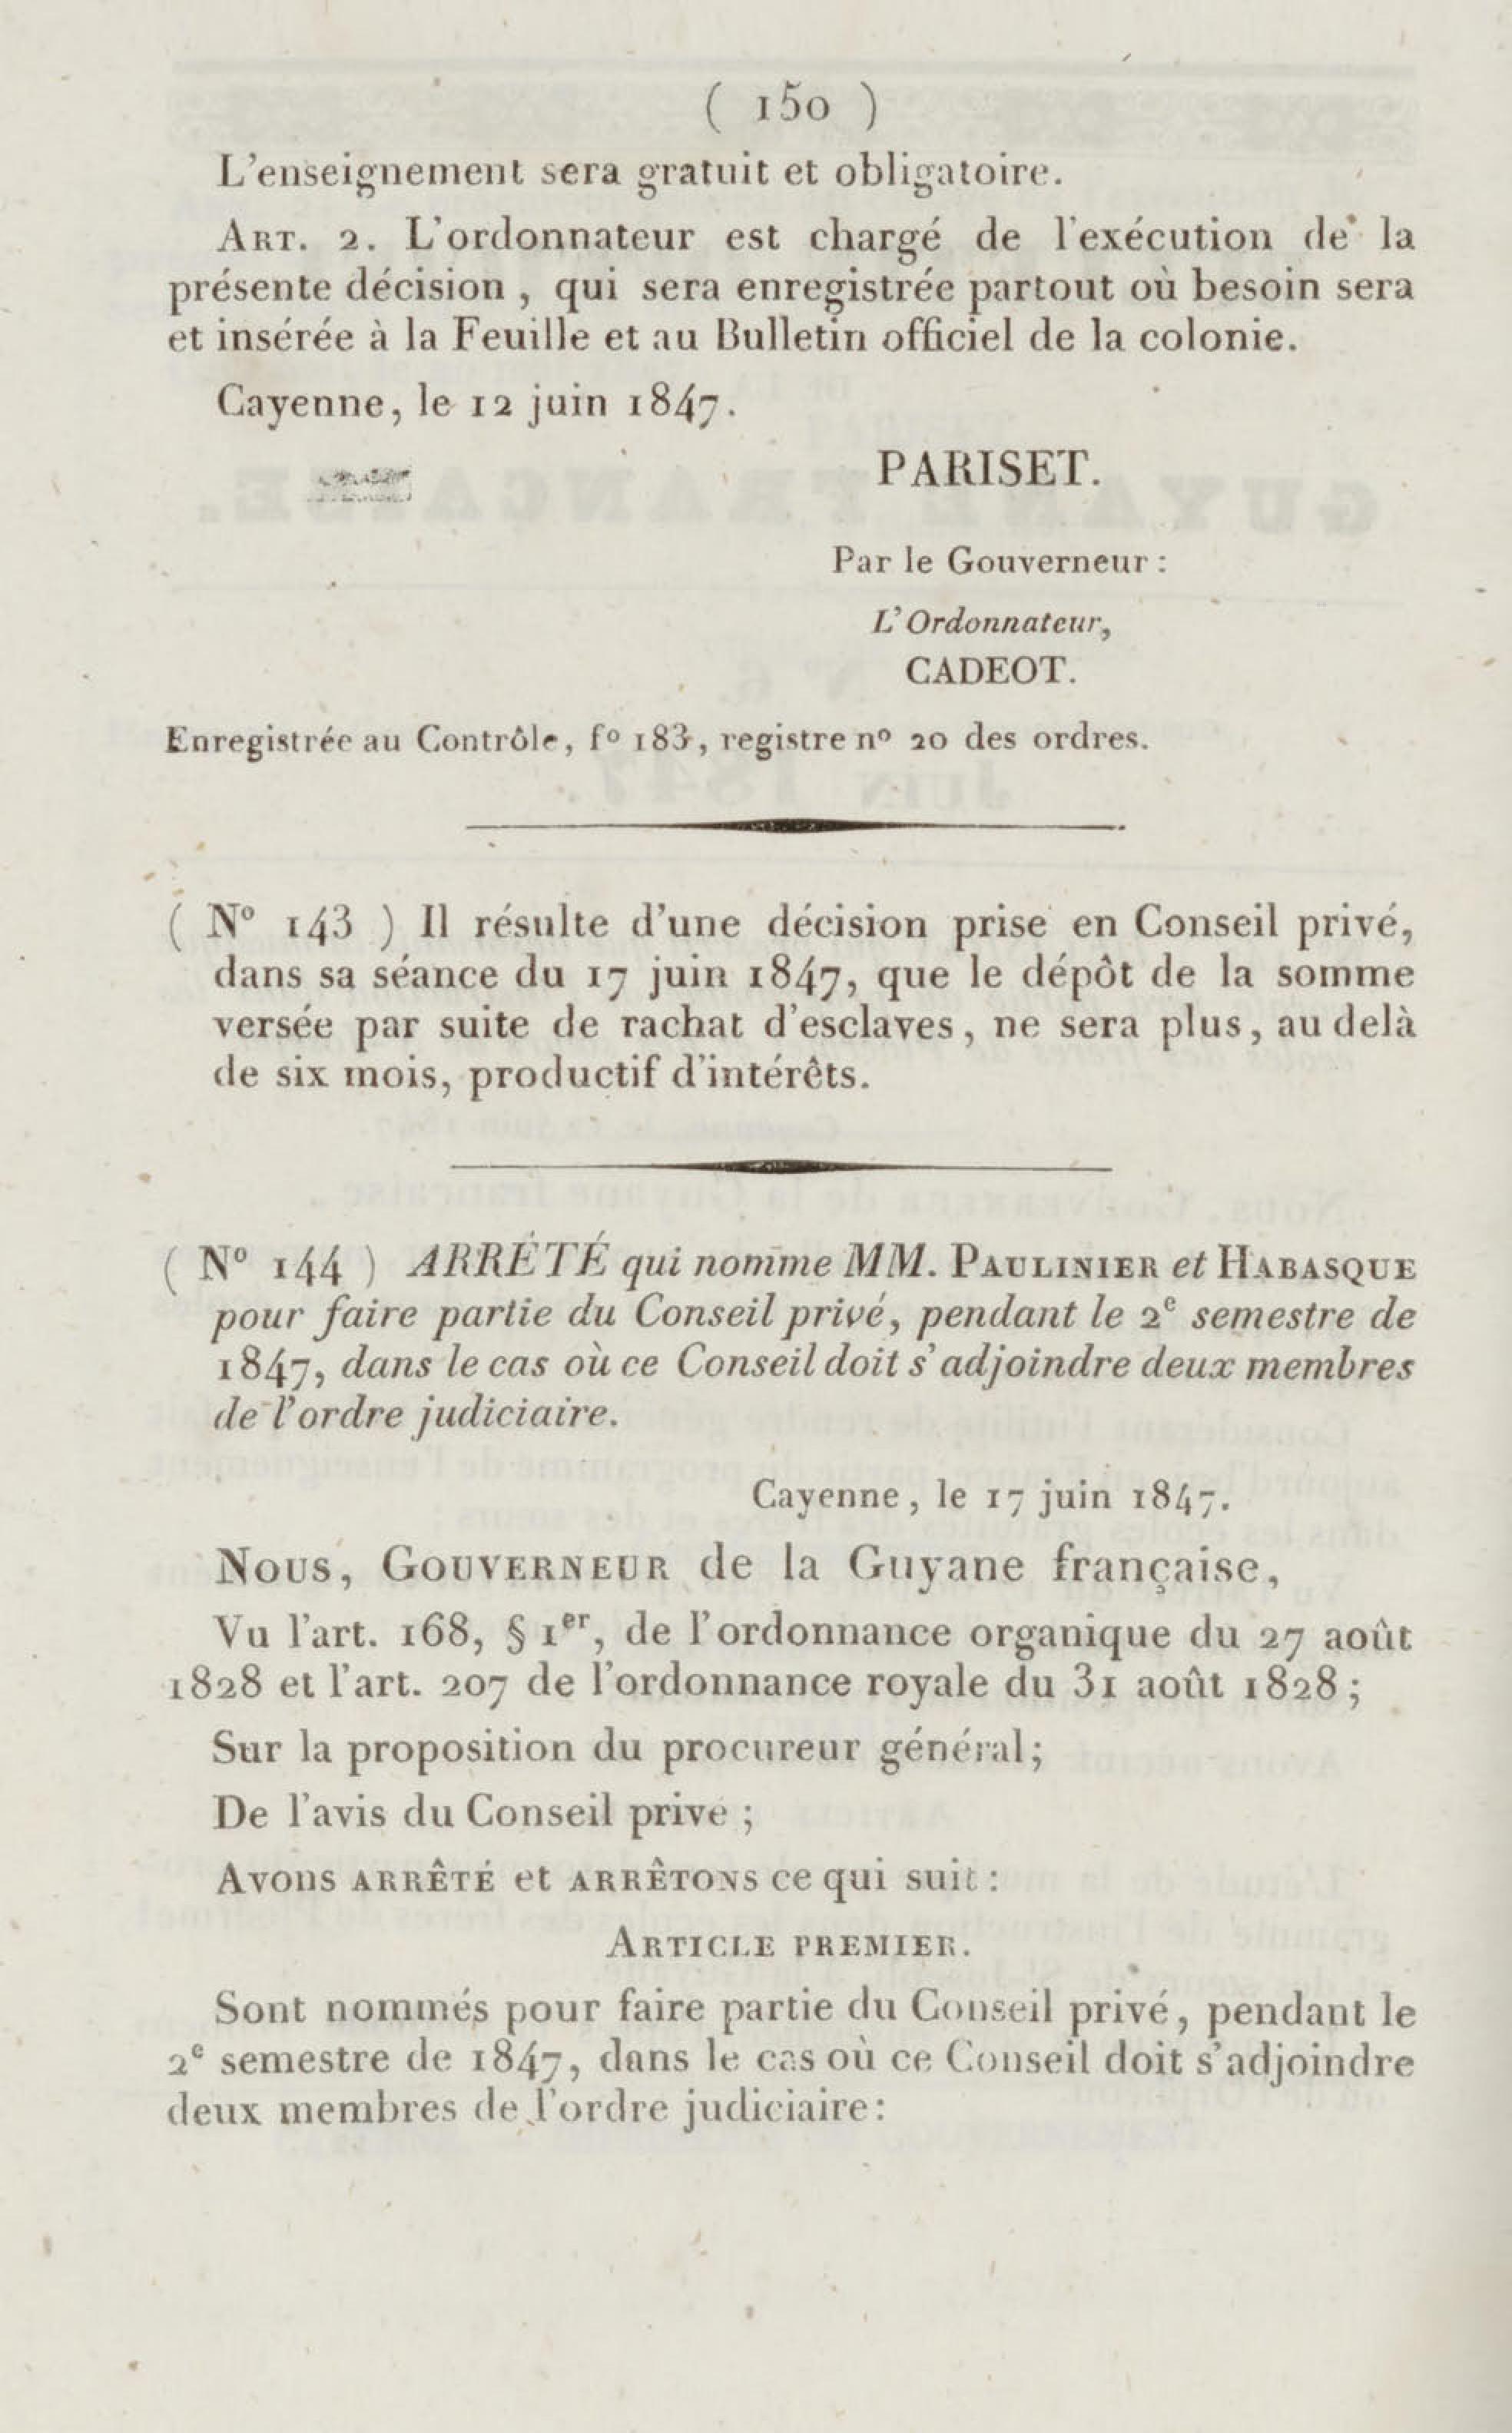 ( 150 )
L'enseignement sera gratuit et obligatoire.
ART. 2. L'ordonnateur est chargé de l'exécution de la
présente décision , qui sera enregistrée partout où besoin sera
et insérée à la Feuille et au Bulletin officiel de la colonie.
Cayenne, le 12 juin 1847.
PARISET.
Par le Gouverneur :
L'Ordonnateur,
CADEOT.
Enregistrée au Contrôle, fº 183, registre nº 20 des ordres.
( Nº 143 ) Il résulte d'une décision prise en Conseil privé,
dans sa séance du 17 juin 1847, que le dépôt de la somme
versée par suite de rachat d'esclaves, ne sera plus, au delà
de six mois, productif d'intérêts.
( Nº 144 ) ARRÊTÉ qui nomme MM. PAULINIER et HABASQUE
pour faire partie du Conseil privé, pendant le 2e semestre de
1847, dans le cas où ce Conseil doit s'adjoindre deux membres
de l'ordre judiciaire.
Cayenne, le 17 juin 1847.
NOUS, GOUVERNEUR de la Guyane française,
Vu l'art. 168, § 1er, de l'ordonnance organique du 27 août
1828 et l'art. 207 de l'ordonnance royale du 31 août 1828 ;
Sur la proposition du procureur général;
De l'avis du Conseil privé ;
Avons ARRÊTÉ et ARRÊTONS ce qui suit :
ARTICLE PREMIER.
Sont nommés pour faire partie du Conseil privé, pendant le
2e semestre de 1847, dans le cas où ce Conseil doit s'adjoindre
deux membres de l'ordre judiciaire: